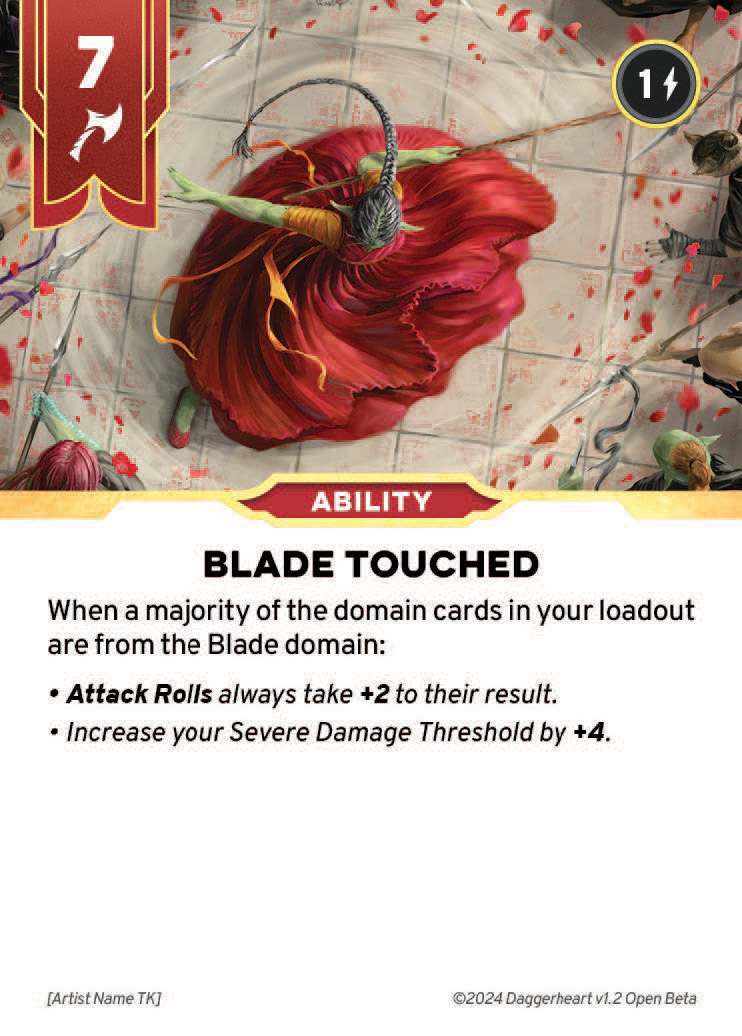 7
1
ABILITY
BLADE TOUCHED
When a majority of the domain cards in your loadout
are from the Blade domain:
• Attack Rolls always take +2 to their result.
• Increase your Severe Damage Threshold by +4.
[Artist Name TK]
©2024 Daggerheart v1.2 Open Beta